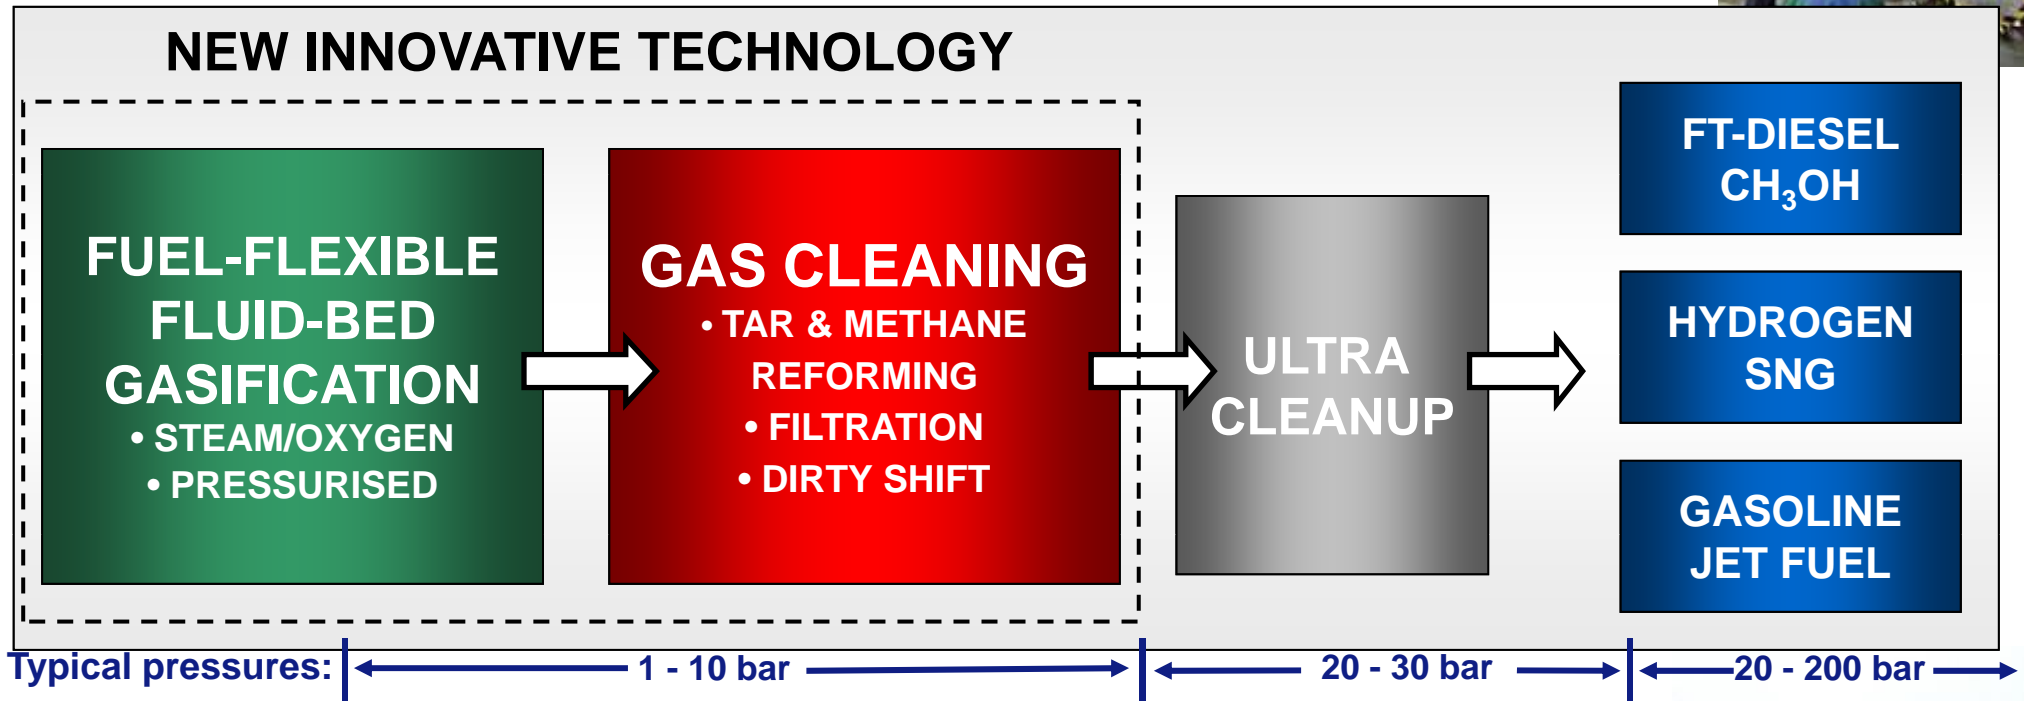 NEW INNOVATIVE TECHNOLOGY
FUEL-FLEXIBLE
FLUID-BED
GASIFICATION
• STEAM/OXYGEN
• PRESSURISED
GAS CLEANING
• TAR & METHANE
REFORMING
• FILTRATION
• DIRTY SHIFT
ULTRA
CLEANUP
FT-DIESEL
CH₃OH
HYDROGEN
SNG
GASOLINE
JET FUEL
Typical pressures:
1 - 10 bar
20 - 30 bar
20 - 200 bar